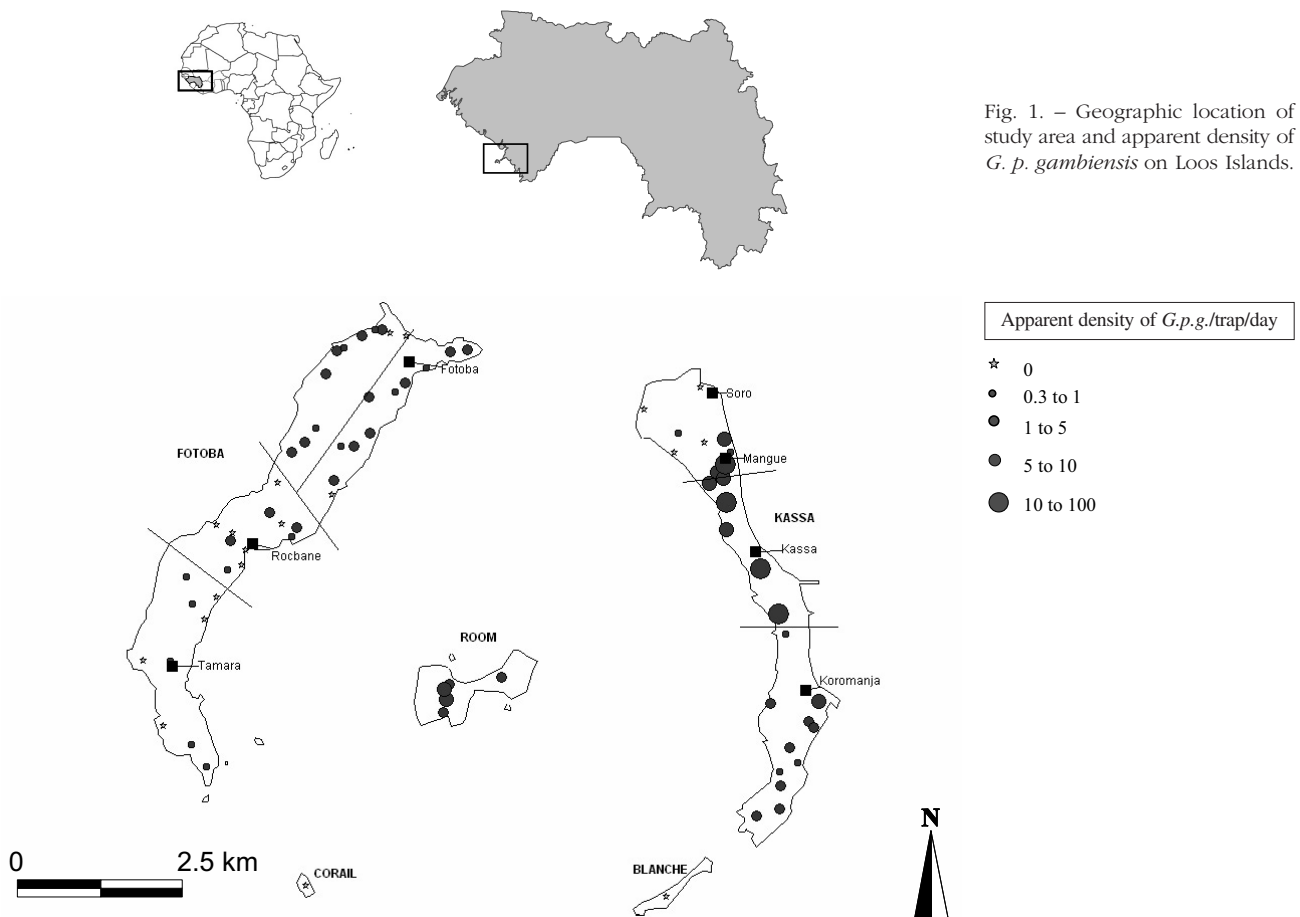 Fig. 1. – Geographic location of
study area and apparent density of
G. p. gambiensis on Loos Islands.
Apparent density of G.p.g./trap/day
0
0.3 to 1
1 to 5
5 to 10
10 to 100
Fotoba
FOTOBA
Rocbane
Tamara
Soro
Mangue
KASSA
Kassa
ROOM
Koromanja
N
0 2.5 km
CORAIL
BLANCHE